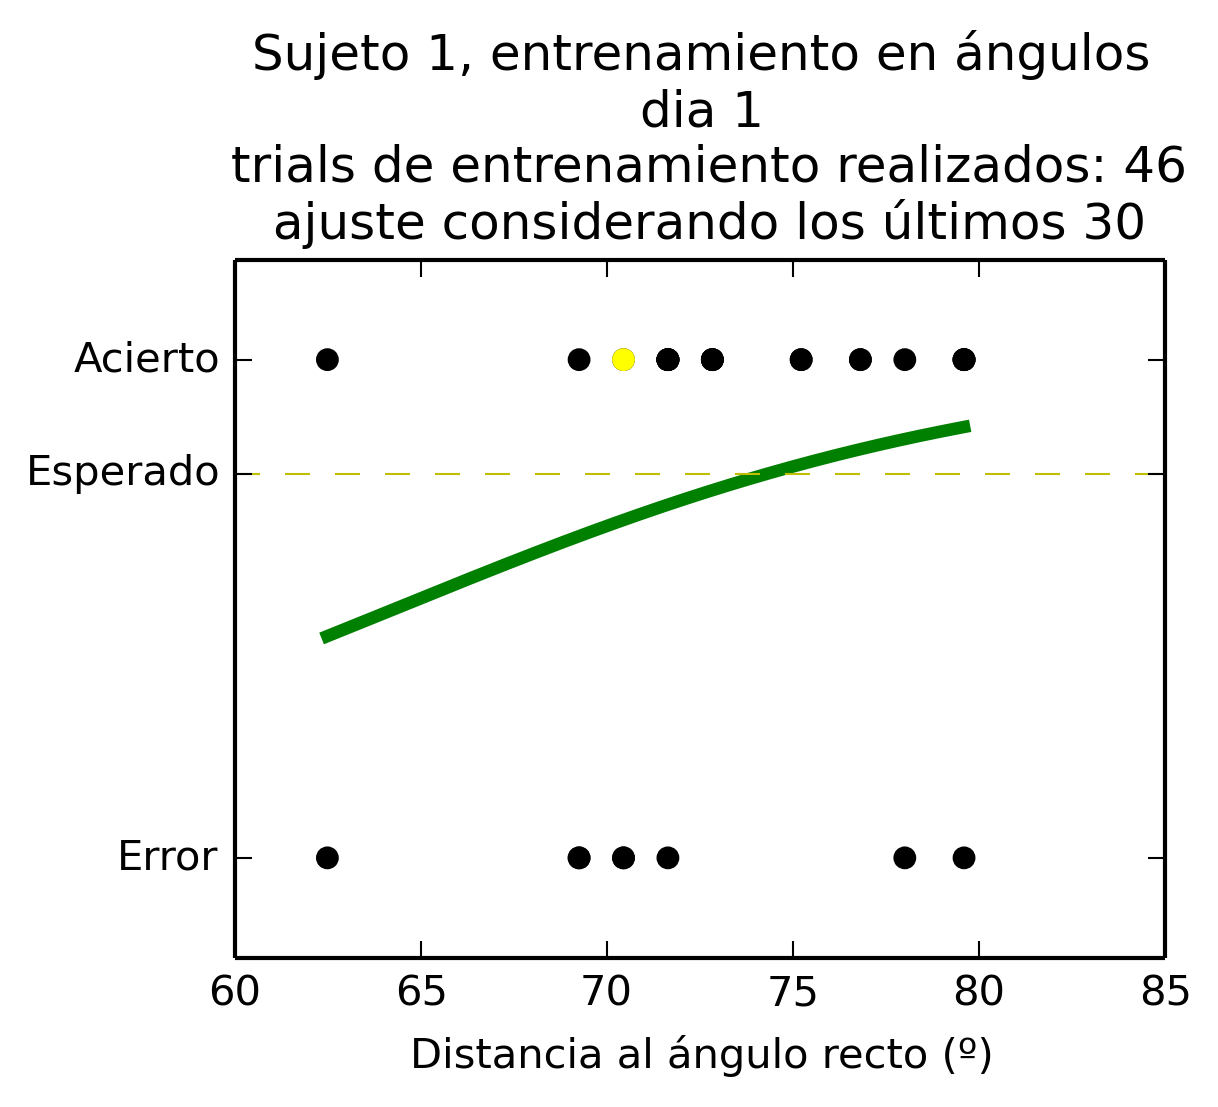 Sujeto 1, entrenamiento en ángulos
dia 1
trials de entrenamiento realizados: 46
ajuste considerando los últimos 30
Acierto
Esperado
Error
60 65 70 75 80 85
Distancia al ángulo recto (º)